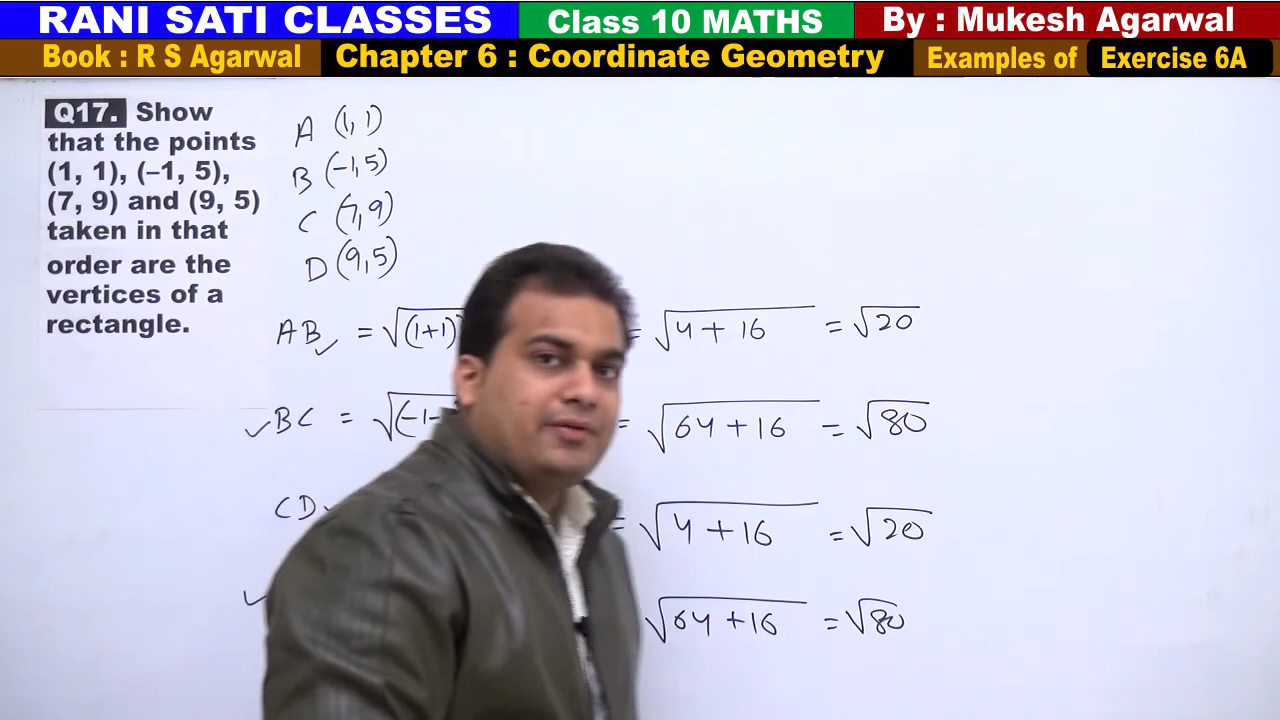 RANI SATI CLASSES Class 10 MATHS By : Mukesh Agarwal
Book : R S Agarwal Chapter 6 : Coordinate Geometry Examples of Exercise 6A
Q17. Show
that the points
(1, 1), (–1, 5),
(7, 9) and (9, 5)
taken in that
order are the
vertices of a
rectangle.
A (1, 1)
B (-1, 5)
C (7, 9)
D (9, 5)
AB = √(1+1) = √4 + 16 = √20
BC = √(-1- = √64 + 16 = √80
CD = √4 + 16 = √20
√64 + 16 = √80